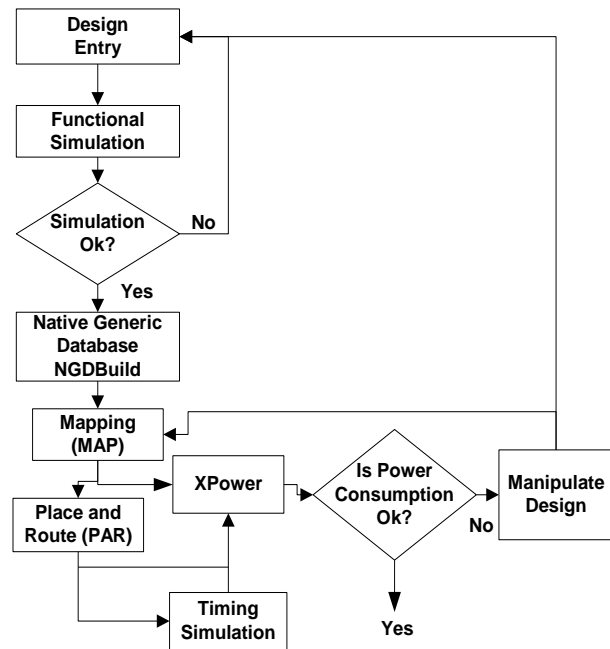 Design
Entry
Functional
Simulation
Simulation
Ok?
No
Yes
Native Generic
Database
NGDBuild
Mapping
(MAP)
XPower
Is Power
Consumption
Ok?
No
Manipulate
Design
Place and
Route (PAR)
Timing
Simulation
Yes